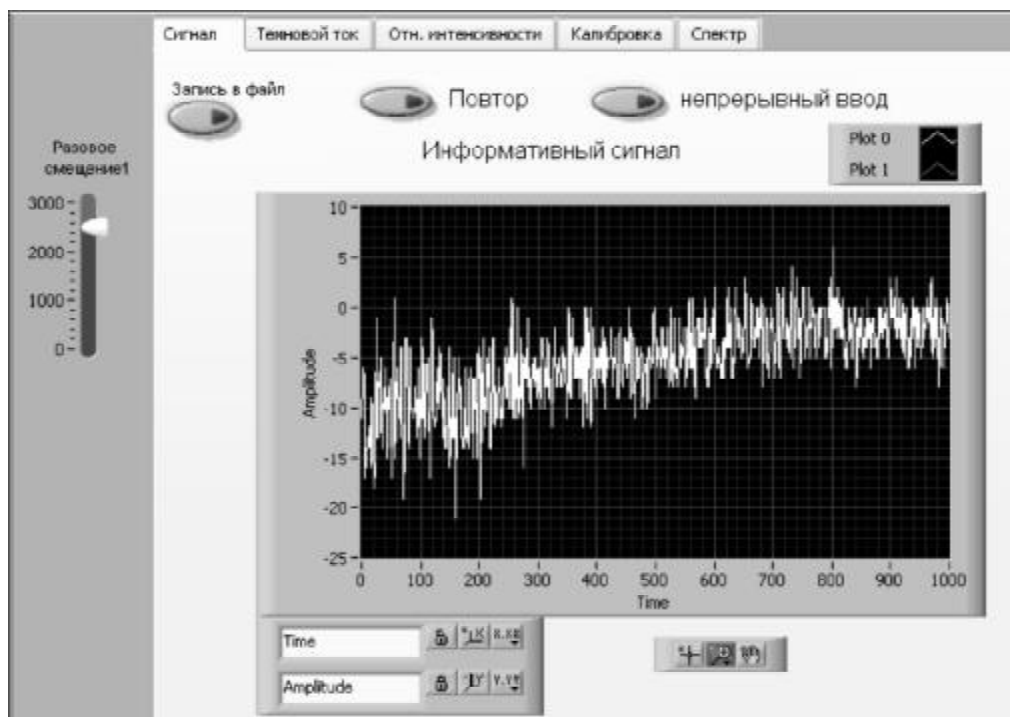 Сигнал Темновой ток Отн. интенсивности Калибровка Спектр
Запись в файл
Повтор
непрерывный ввод
Разовое
смещение1
Информативный сигнал
Plot 0
Plot 1
3000
2000
1000
0
Amplitude
10
5
0
-5
-10
-15
-20
-25
0 100 200 300 400 500 600 700 800 900 1000
Time
Time
Amplitude